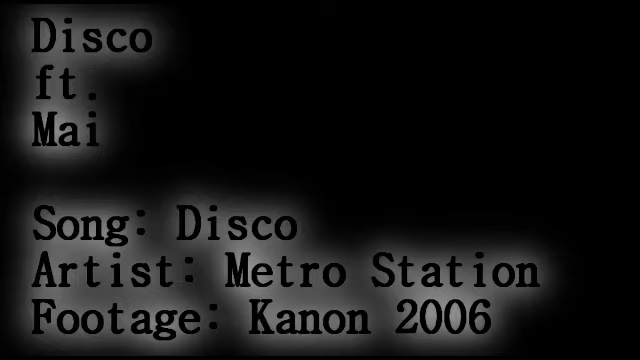 Disco
ft.
Mai
Song: Disco
Artist: Metro Station
Footage: Kanon 2006